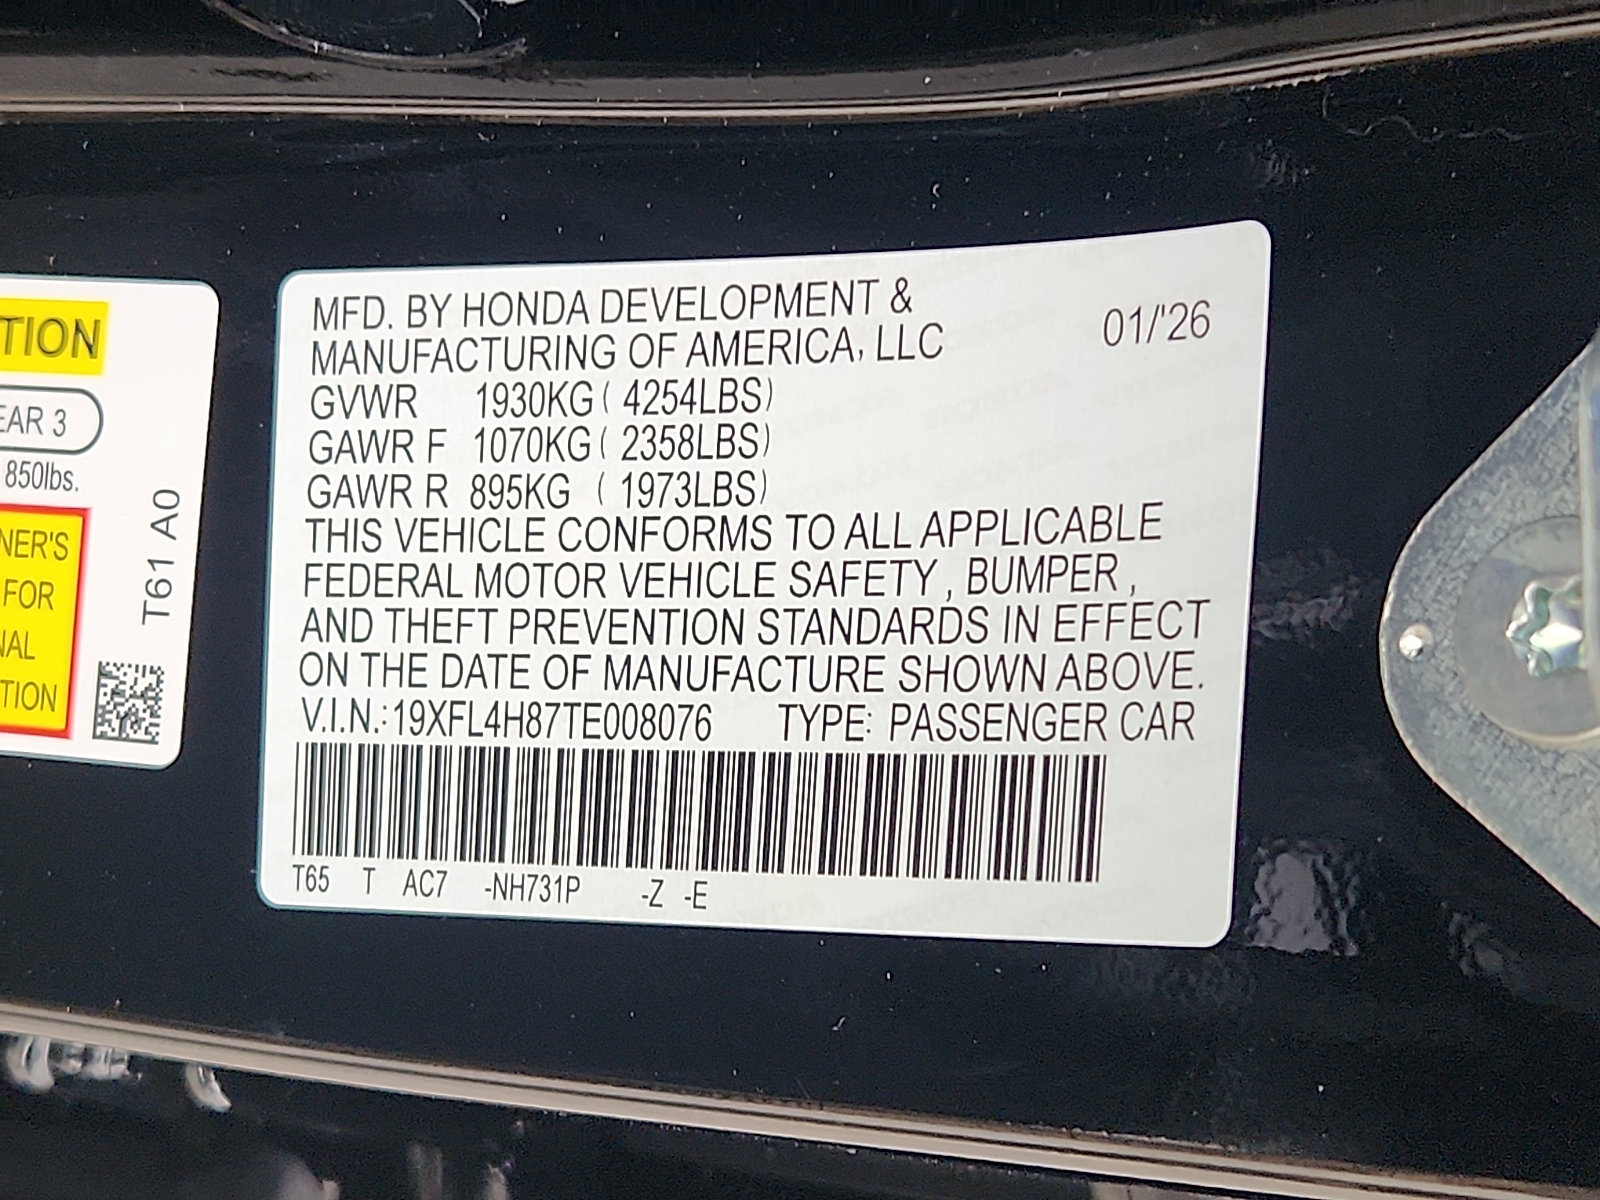 TION
EAR 3
850lbs.
NER'S
FOR
NAL
TION
T61 A0
MFD. BY HONDA DEVELOPMENT &
MANUFACTURING OF AMERICA, LLC
01/'26
GVWR 1930KG ( 4254LBS)
GAWR F 1070KG ( 2358LBS)
GAWR R 895KG ( 1973LBS)
THIS VEHICLE CONFORMS TO ALL APPLICABLE
FEDERAL MOTOR VEHICLE SAFETY , BUMPER ,
AND THEFT PREVENTION STANDARDS IN EFFECT
ON THE DATE OF MANUFACTURE SHOWN ABOVE.
V.I.N.: 19XFL4H87TE008076 TYPE: PASSENGER CAR
T65 T AC7 -NH731P -Z -E